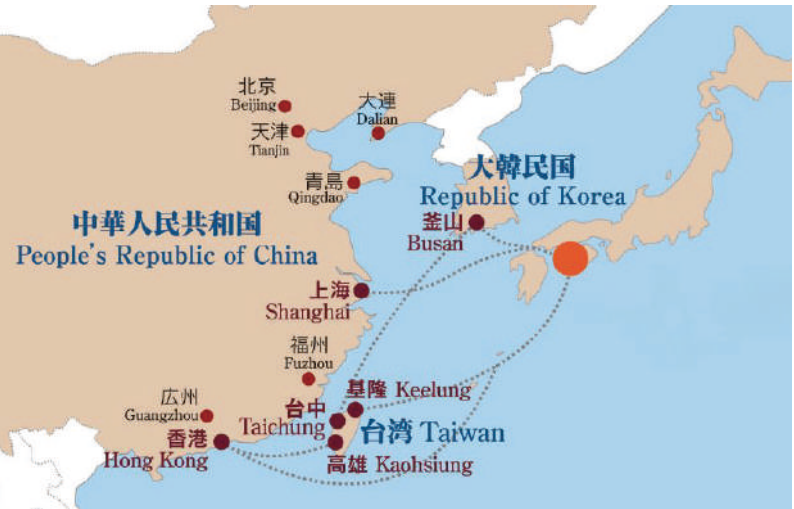 北京
Beijing
大連
Dalian
天津
Tianjin
大韓民国
Republic of Korea
青島
Qingdao
釜山
Busan
中華人民共和国
People's Republic of China
上海
Shanghai
福州
Fuzhou
基隆 Keelung
広州
Guangzhou
台中
Taichung
台湾 Taiwan
香港
Hong Kong
高雄 Kaohsiung